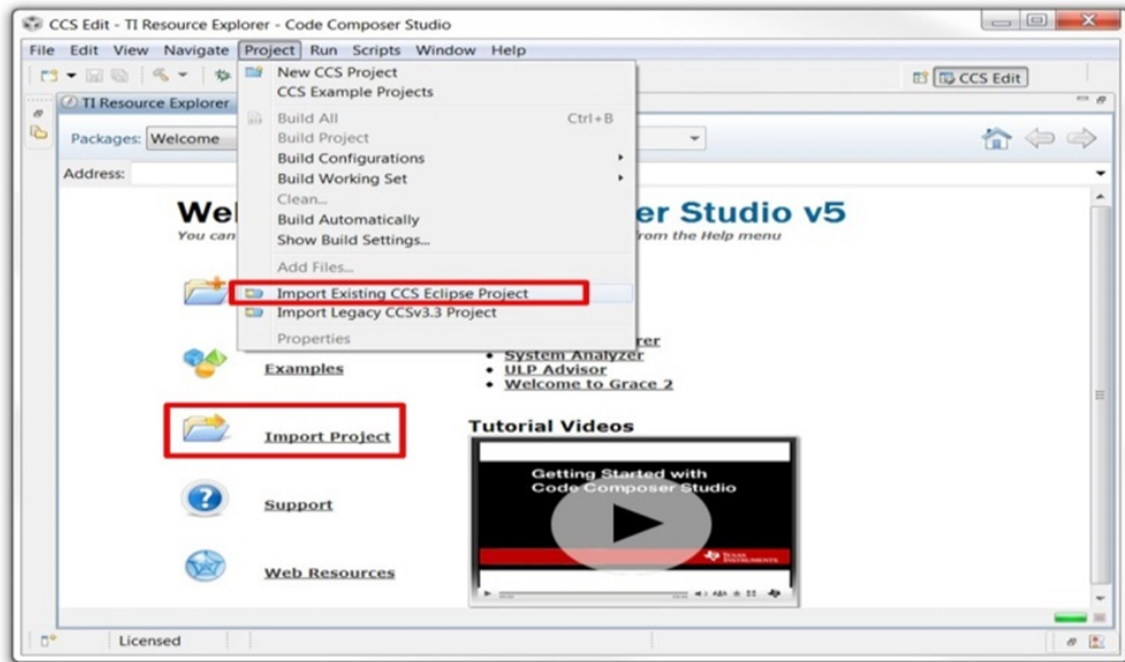 CCS Edit - TI Resource Explorer - Code Composer Studio
File Edit View Navigate Project Run Scripts Window Help
CCS Edit
TI Resource Explorer
Packages: Welcome
Address:
New CCS Project
CCS Example Projects
Build All Ctrl+B
Build Project
Build Configurations
Build Working Set
Clean...
Build Automatically
Show Build Settings...
Add Files...
Import Existing CCS Eclipse Project
Import Legacy CCSv3.3 Project
Properties
Wel er Studio v5
You can from the Help menu
rer
System Analyzer
ULP Advisor
Welcome to Grace 2
Examples
Import Project
Support
Web Resources
Tutorial Videos
Getting Started with
Code Composer Studio
TEXAS
INSTRUMENTS
Licensed